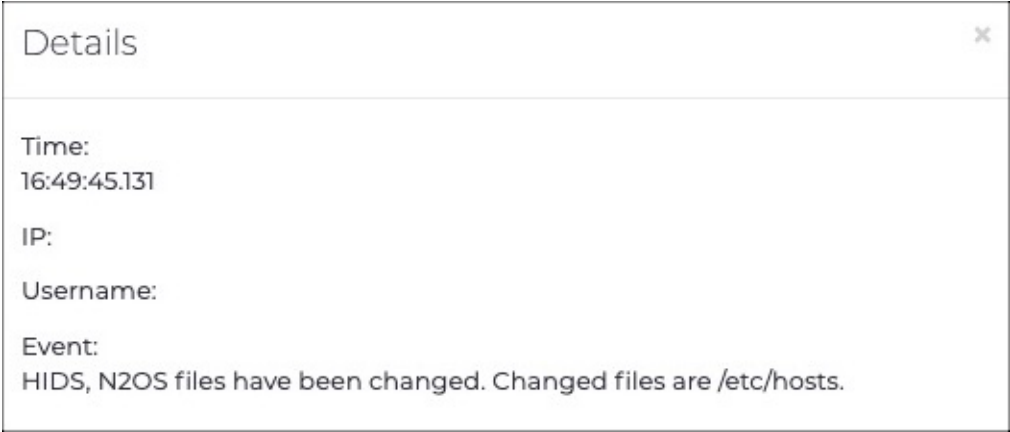 Details
×
Time:
16:49:45.131
IP:
Username:
Event:
HIDS, N2OS files have been changed. Changed files are /etc/hosts.